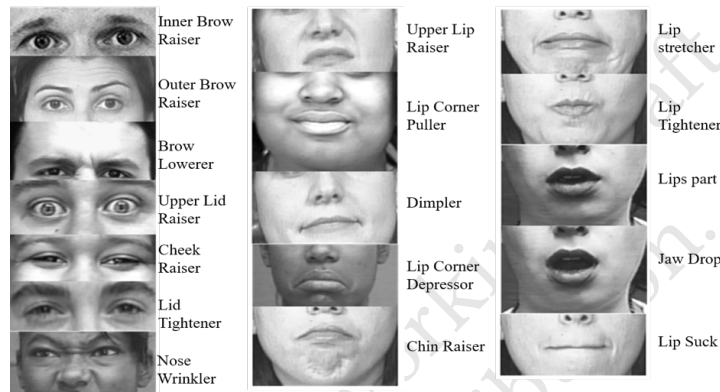 Inner Brow
Raiser
Outer Brow
Raiser
Brow
Lowerer
Upper Lid
Raiser
Cheek
Raiser
Lid
Tightener
Nose
Wrinkler
Upper Lip
Raiser
Lip Corner
Puller
Dimpler
Lip Corner
Depressor
Chin Raiser
Lip
stretcher
Lip
Tightener
Lips part
Jaw Drop
Lip Suck